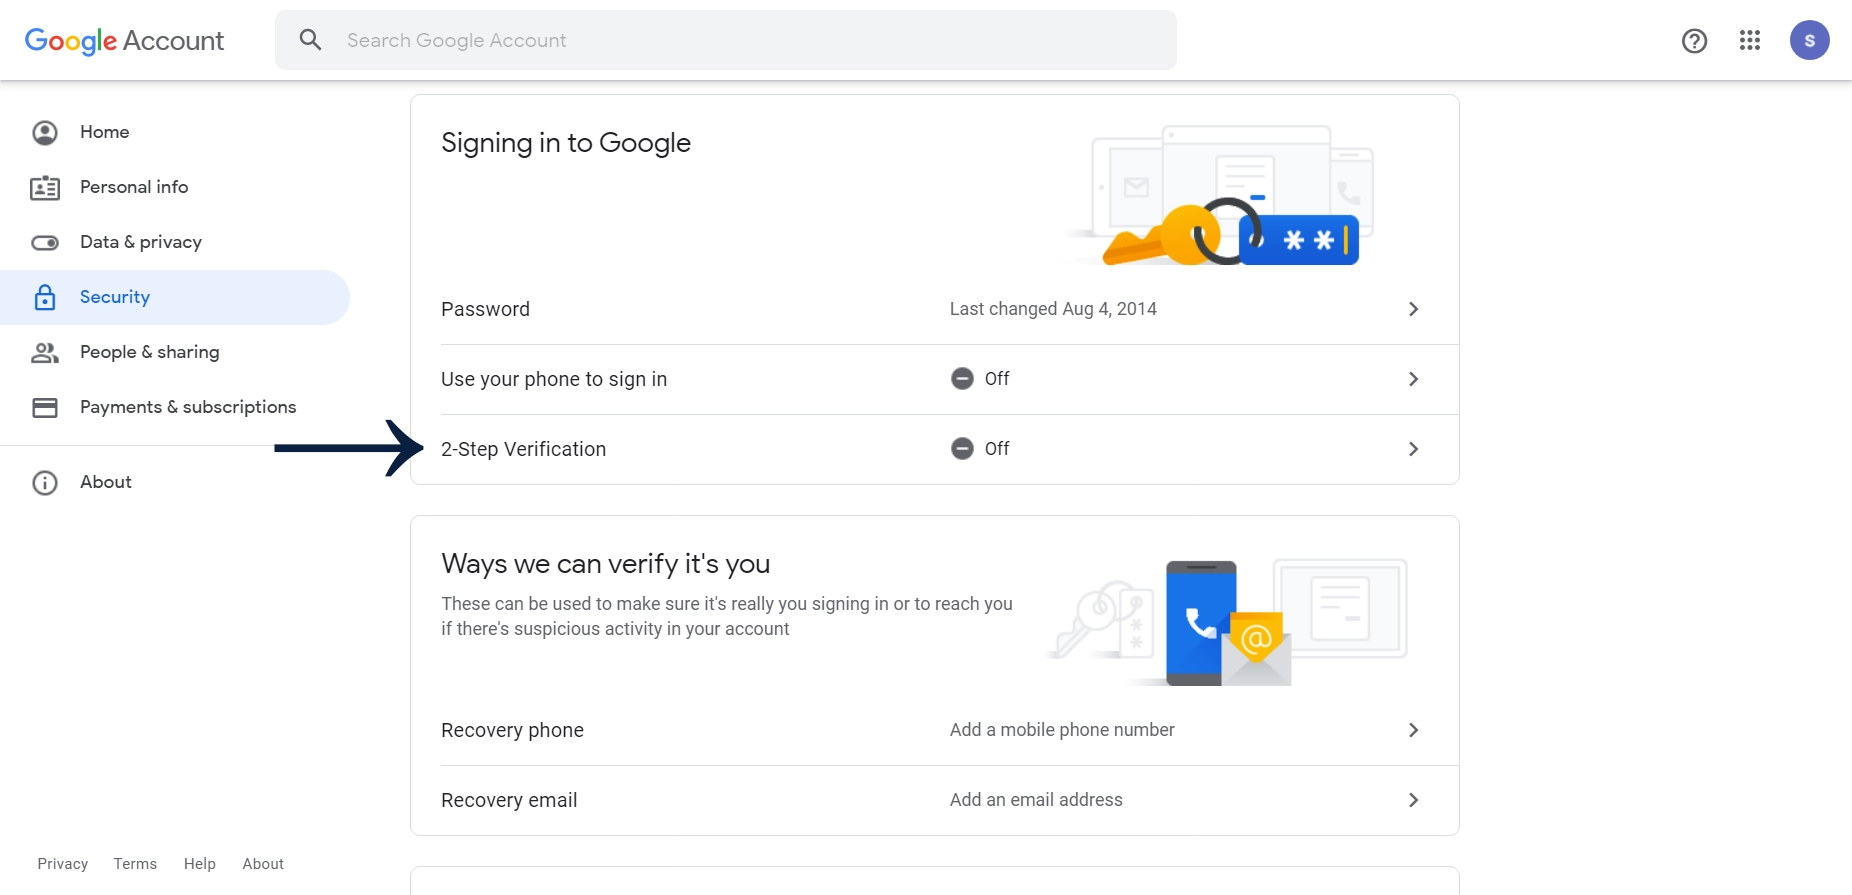 Google Account
Search Google Account
S
Home
Personal info
Data & privacy
Security
People & sharing
Payments & subscriptions
About
Signing in to Google
**
Password
Last changed Aug 4, 2014
Use your phone to sign in
Off
2-Step Verification
Off
Ways we can verify it's you
These can be used to make sure it's really you signing in or to reach you
if there's suspicious activity in your account
@
Recovery phone
Add a mobile phone number
Recovery email
Add an email address
Privacy Terms Help About